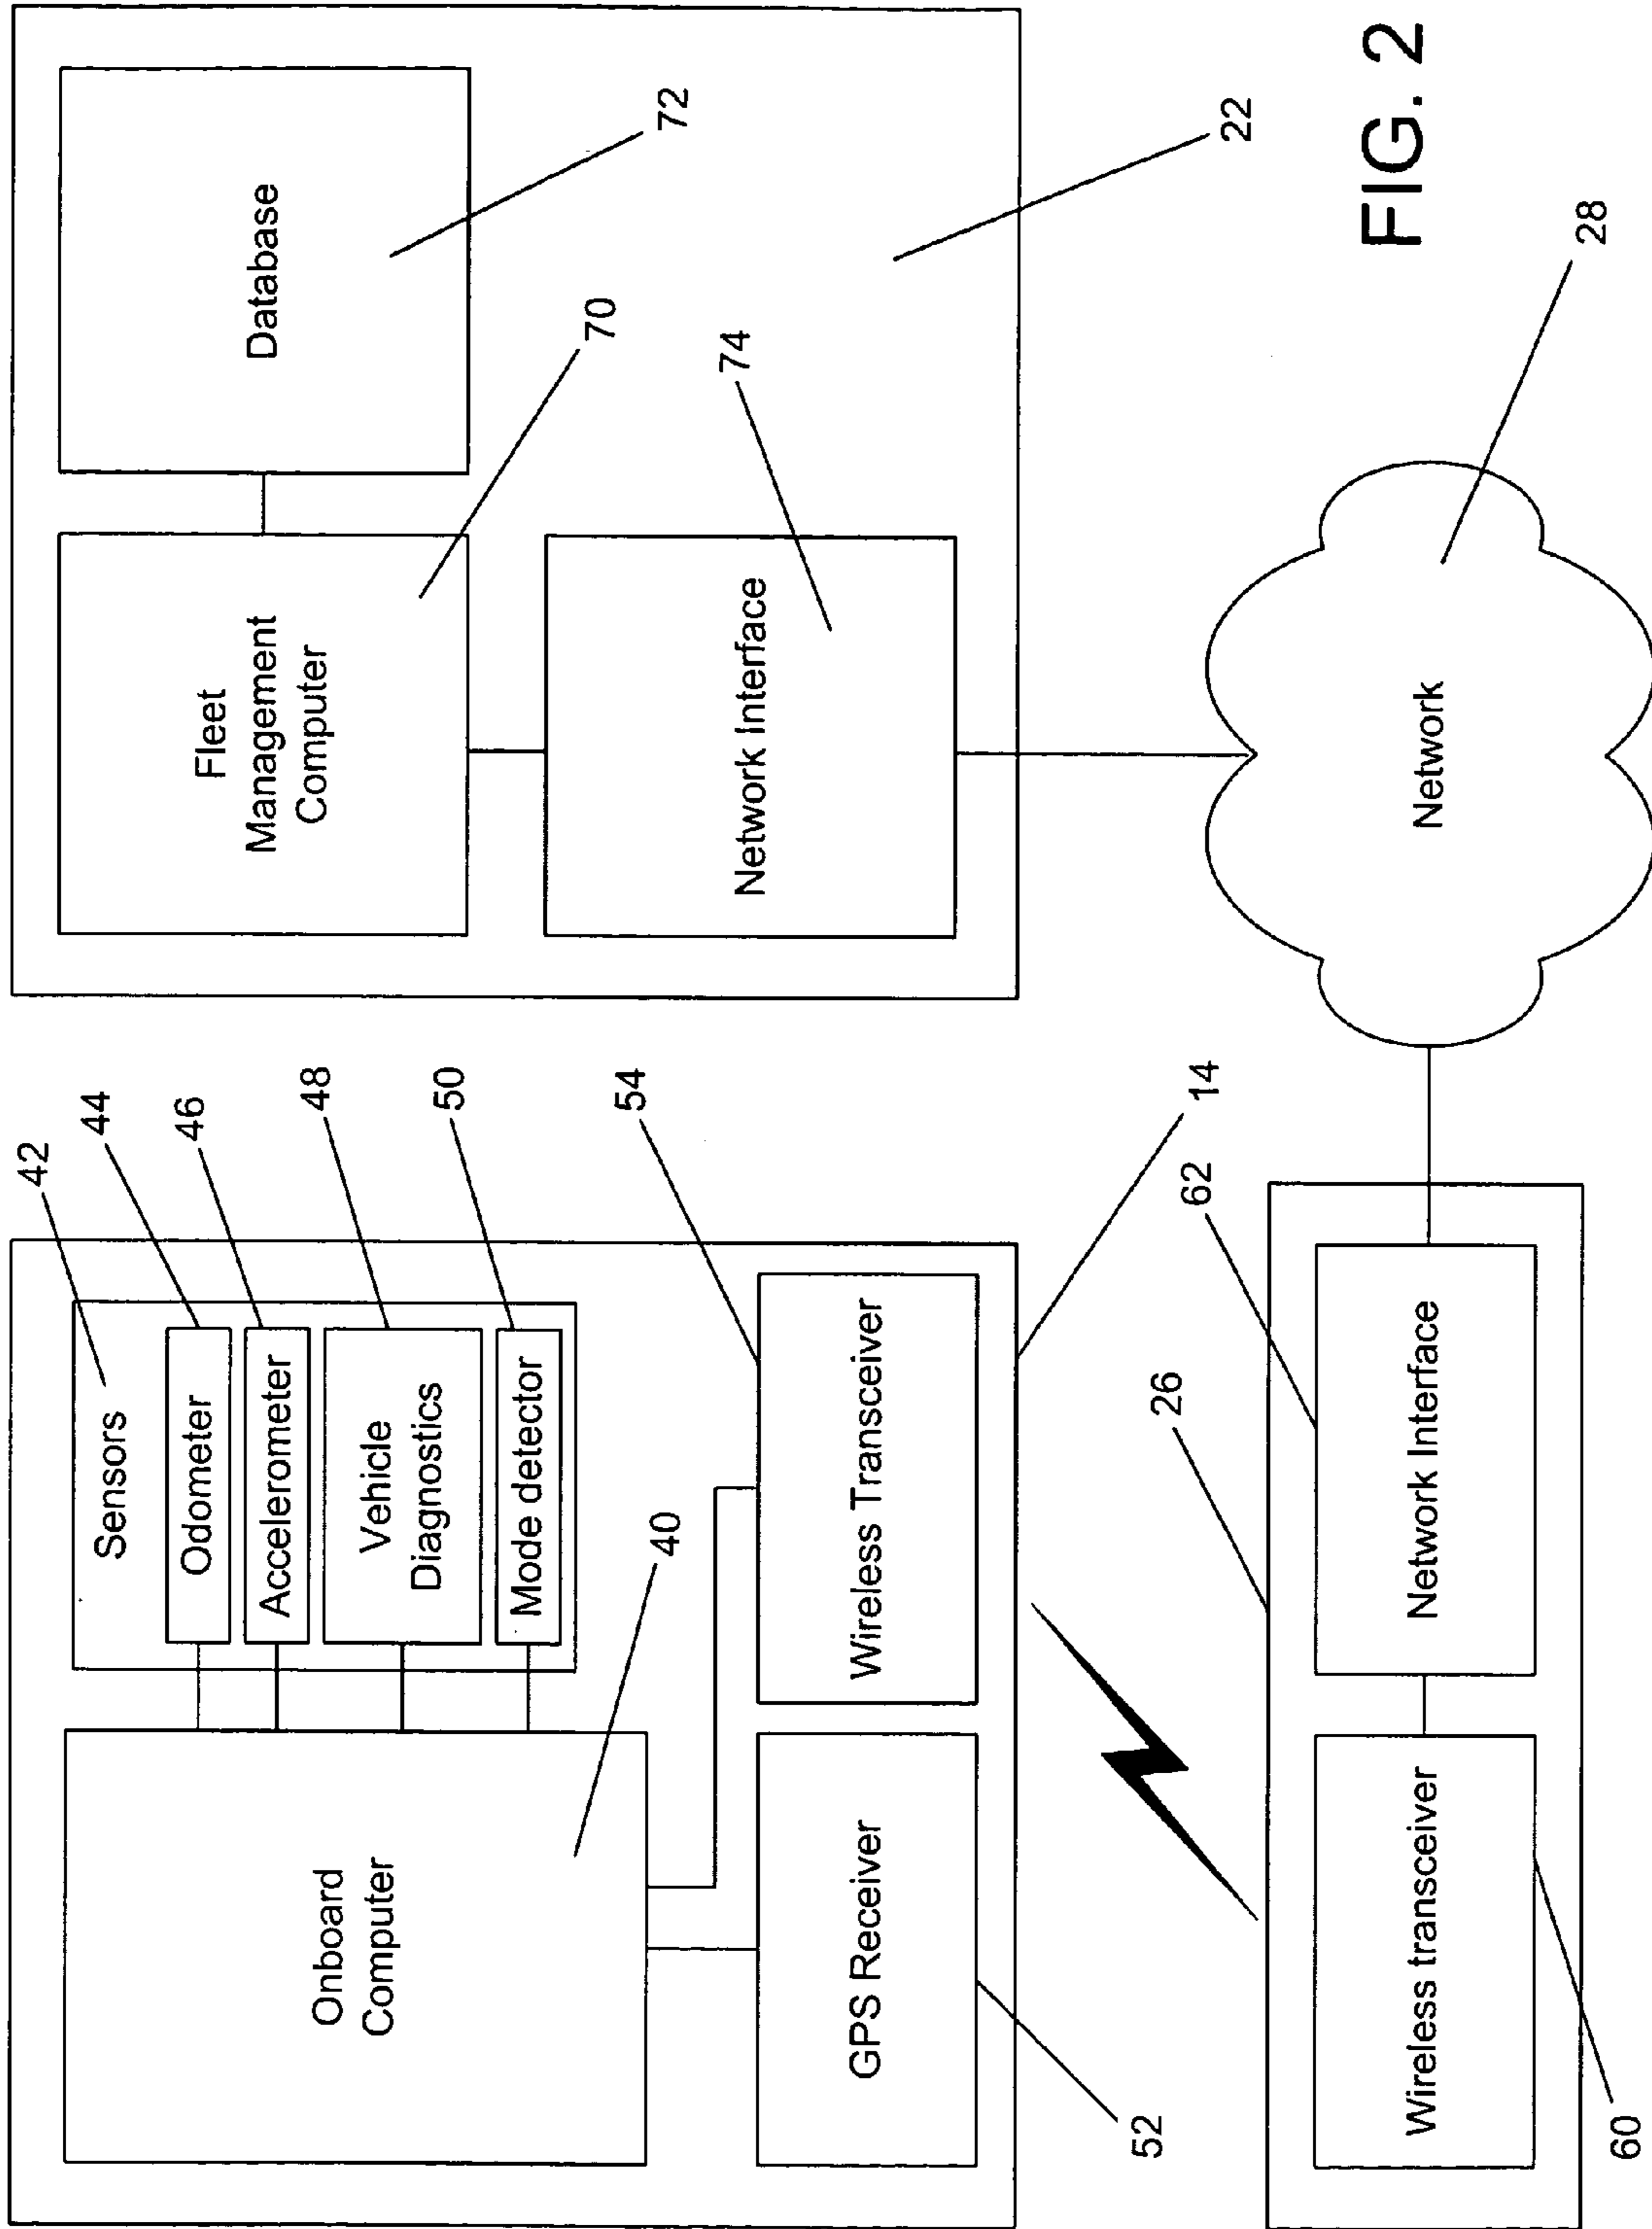 42
44
46
48
50
54
14
Sensors
Odometer
Accelerometer
Vehicle
Diagnostics
Mode detector
Onboard
Computer
40
GPS Receiver
52
Wireless Transceiver
Fleet
Management
Computer
70
Database
72
Network Interface
74
22
26
62
Wireless transceiver
60
Network Interface
Network
28
FIG. 2